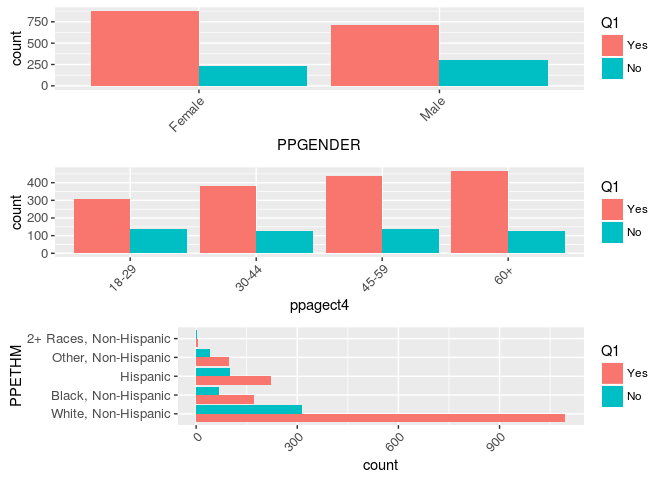 750
500
250
0
count
Female
Male
PPGENDER
Q1
Yes
No
400
300
200
100
0
count
18-29
30-44
45-59
60+
ppagect4
Q1
Yes
No
PPETHM
2+ Races, Non-Hispanic
Other, Non-Hispanic
Hispanic
Black, Non-Hispanic
White, Non-Hispanic
0
300
600
900
count
Q1
Yes
No